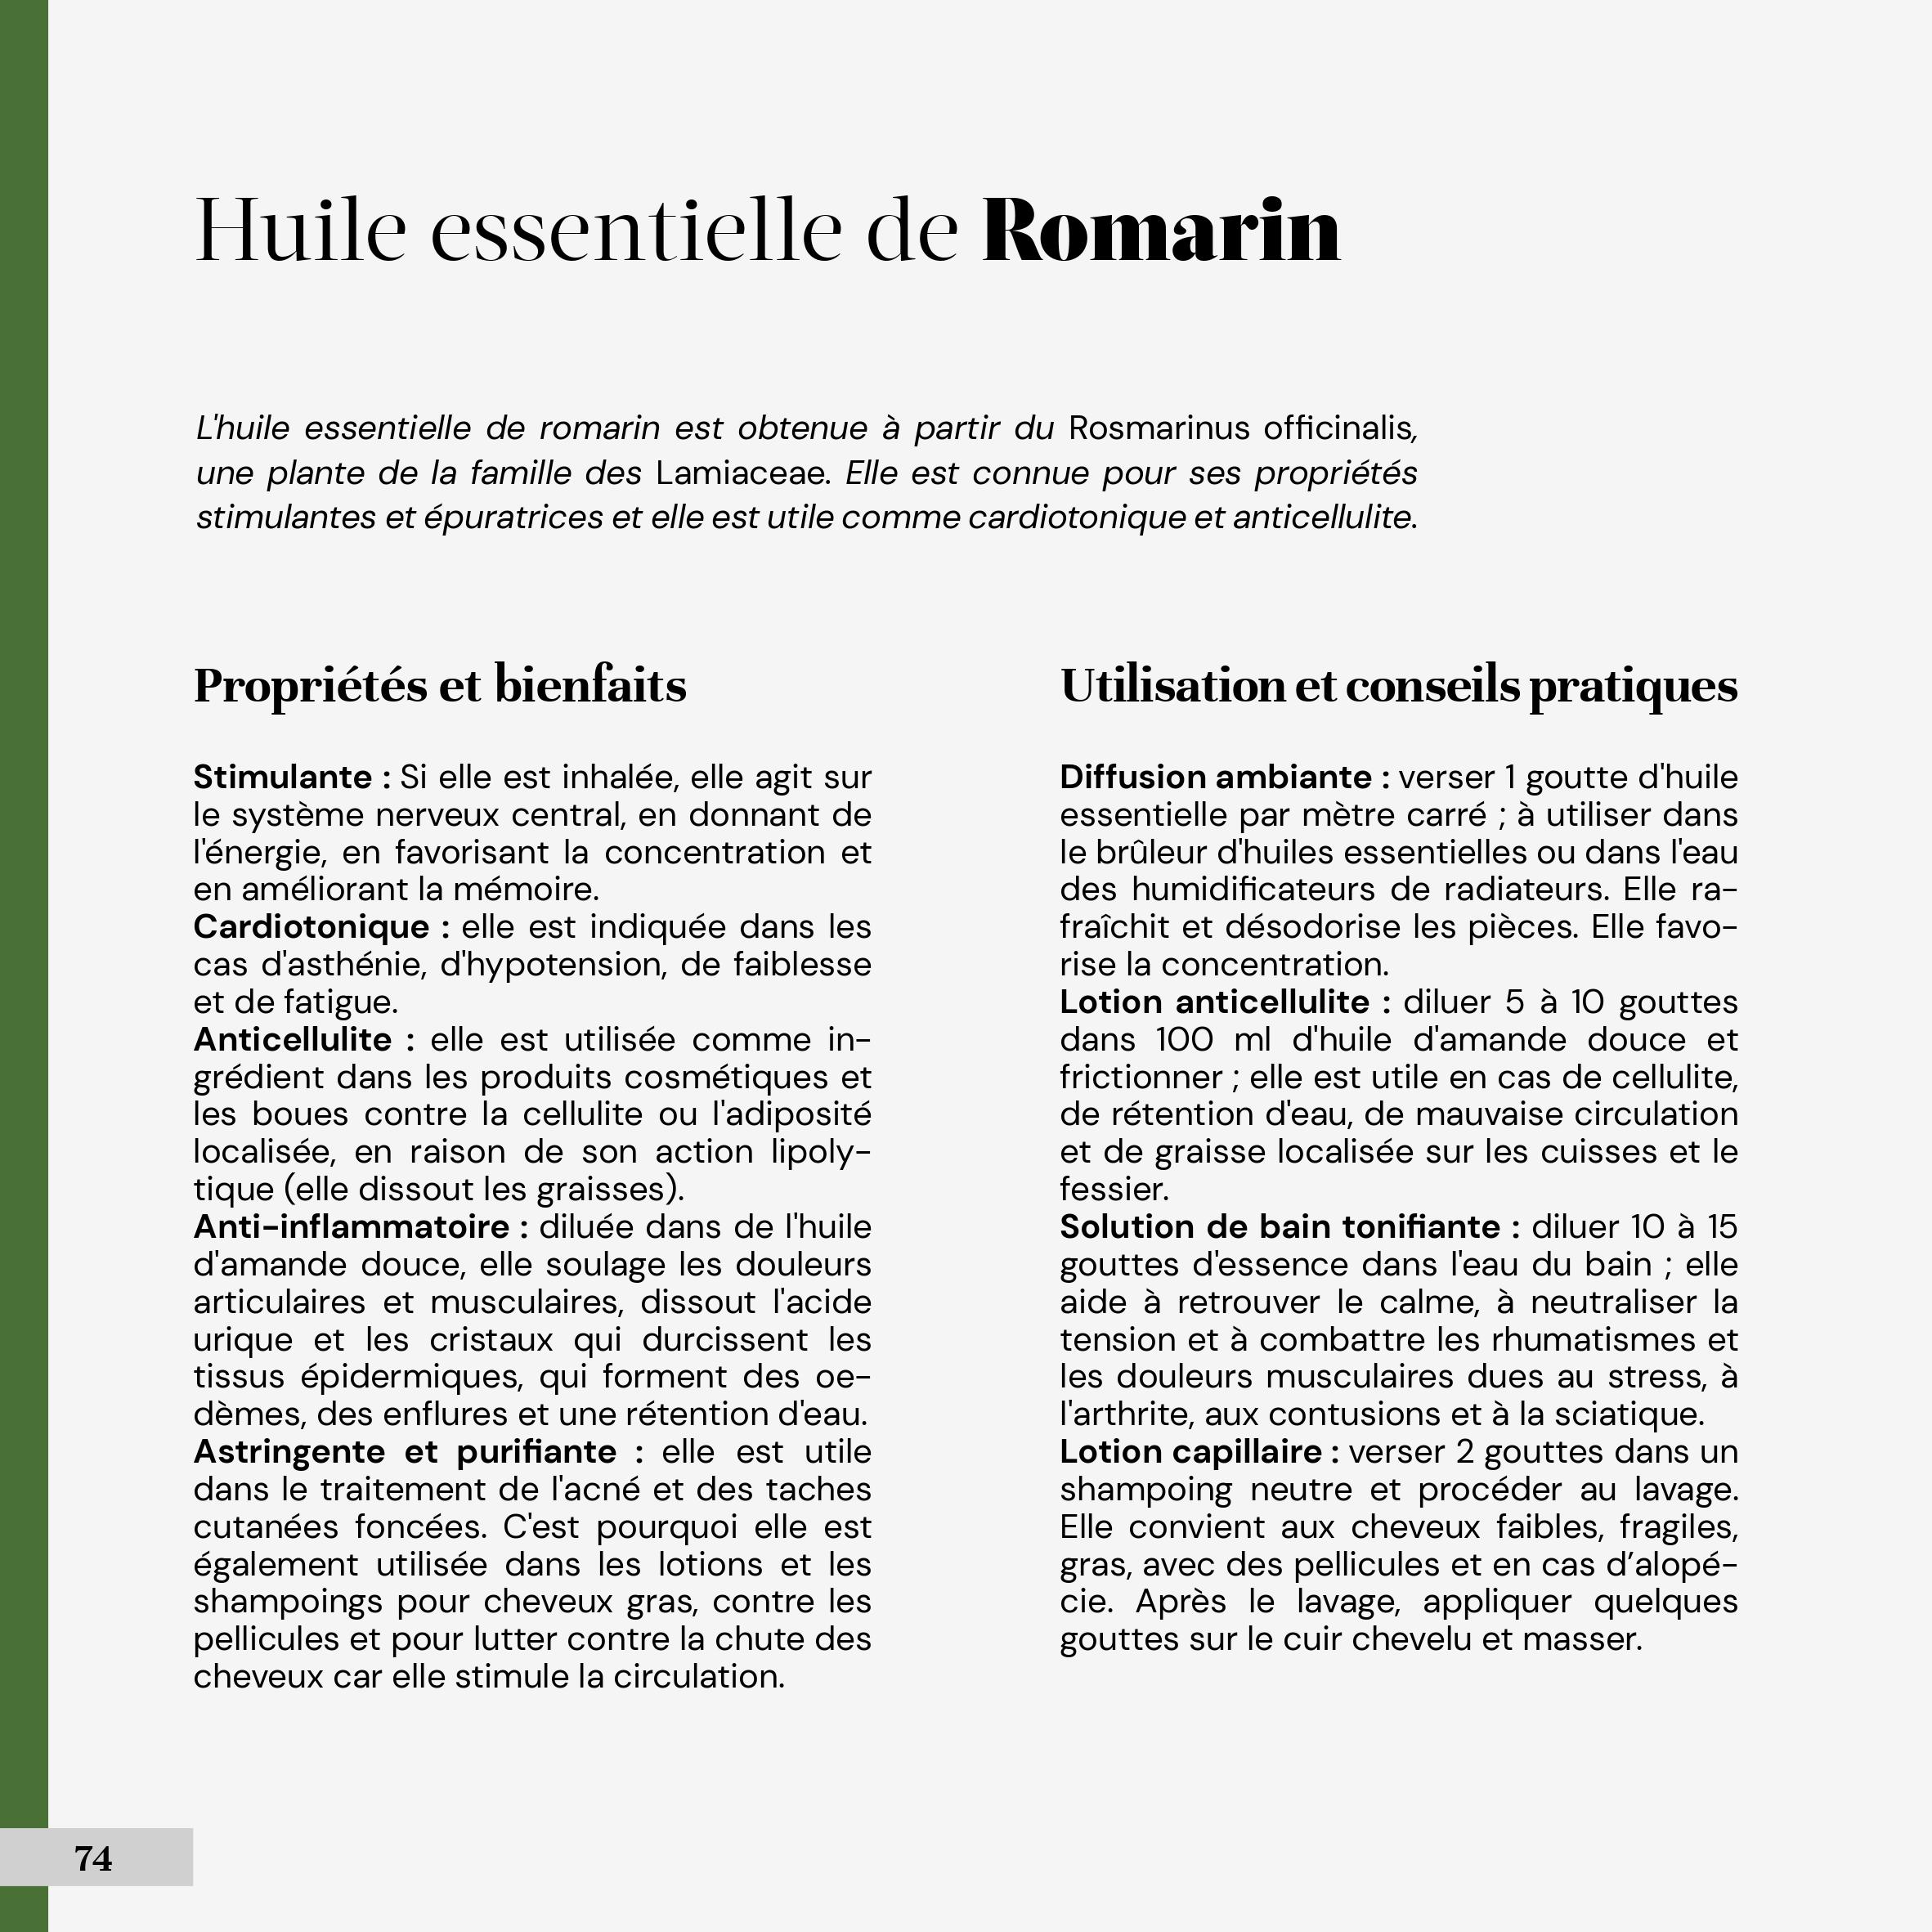 Huile essentielle de Romarin
L'huile essentielle de romarin est obtenue à partir du Rosmarinus officinalis,
une plante de la famille des Lamiaceae. Elle est connue pour ses propriétés
stimulantes et épuratrices et elle est utile comme cardiotonique et anticellulite.
Propriétés et bienfaits
Stimulante : Si elle est inhalée, elle agit sur
le système nerveux central, en donnant de
l'énergie, en favorisant la concentration et
en améliorant la mémoire.
Cardiotonique : elle est indiquée dans les
cas d'asthénie, d'hypotension, de faiblesse
et de fatigue.
Anticellulite : elle est utilisée comme in-
grédient dans les produits cosmétiques et
les boues contre la cellulite ou l'adiposité
localisée, en raison de son action lipoly-
tique (elle dissout les graisses).
Anti-inflammatoire : diluée dans de l'huile
d'amande douce, elle soulage les douleurs
articulaires et musculaires, dissout l'acide
urique et les cristaux qui durcissent les
tissus épidermiques, qui forment des oe-
dèmes, des enflures et une rétention d'eau.
Astringente et purifiante : elle est utile
dans le traitement de l'acné et des taches
cutanées foncées. C'est pourquoi elle est
également utilisée dans les lotions et les
shampoings pour cheveux gras, contre les
pellicules et pour lutter contre la chute des
cheveux car elle stimule la circulation.
Utilisation et conseils pratiques
Diffusion ambiante : verser 1 goutte d'huile
essentielle par mètre carré ; à utiliser dans
le brûleur d'huiles essentielles ou dans l'eau
des humidificateurs de radiateurs. Elle ra-
fraîchit et désodorise les pièces. Elle favo-
rise la concentration.
Lotion anticellulite : diluer 5 à 10 gouttes
dans 100 ml d'huile d'amande douce et
frictionner ; elle est utile en cas de cellulite,
de rétention d'eau, de mauvaise circulation
et de graisse localisée sur les cuisses et le
fessier.
Solution de bain tonifiante : diluer 10 à 15
gouttes d'essence dans l'eau du bain ; elle
aide à retrouver le calme, à neutraliser la
tension et à combattre les rhumatismes et
les douleurs musculaires dues au stress, à
l'arthrite, aux contusions et à la sciatique.
Lotion capillaire : verser 2 gouttes dans un
shampoing neutre et procéder au lavage.
Elle convient aux cheveux faibles, fragiles,
gras, avec des pellicules et en cas d’alopé-
cie. Après le lavage, appliquer quelques
gouttes sur le cuir chevelu et masser.
74